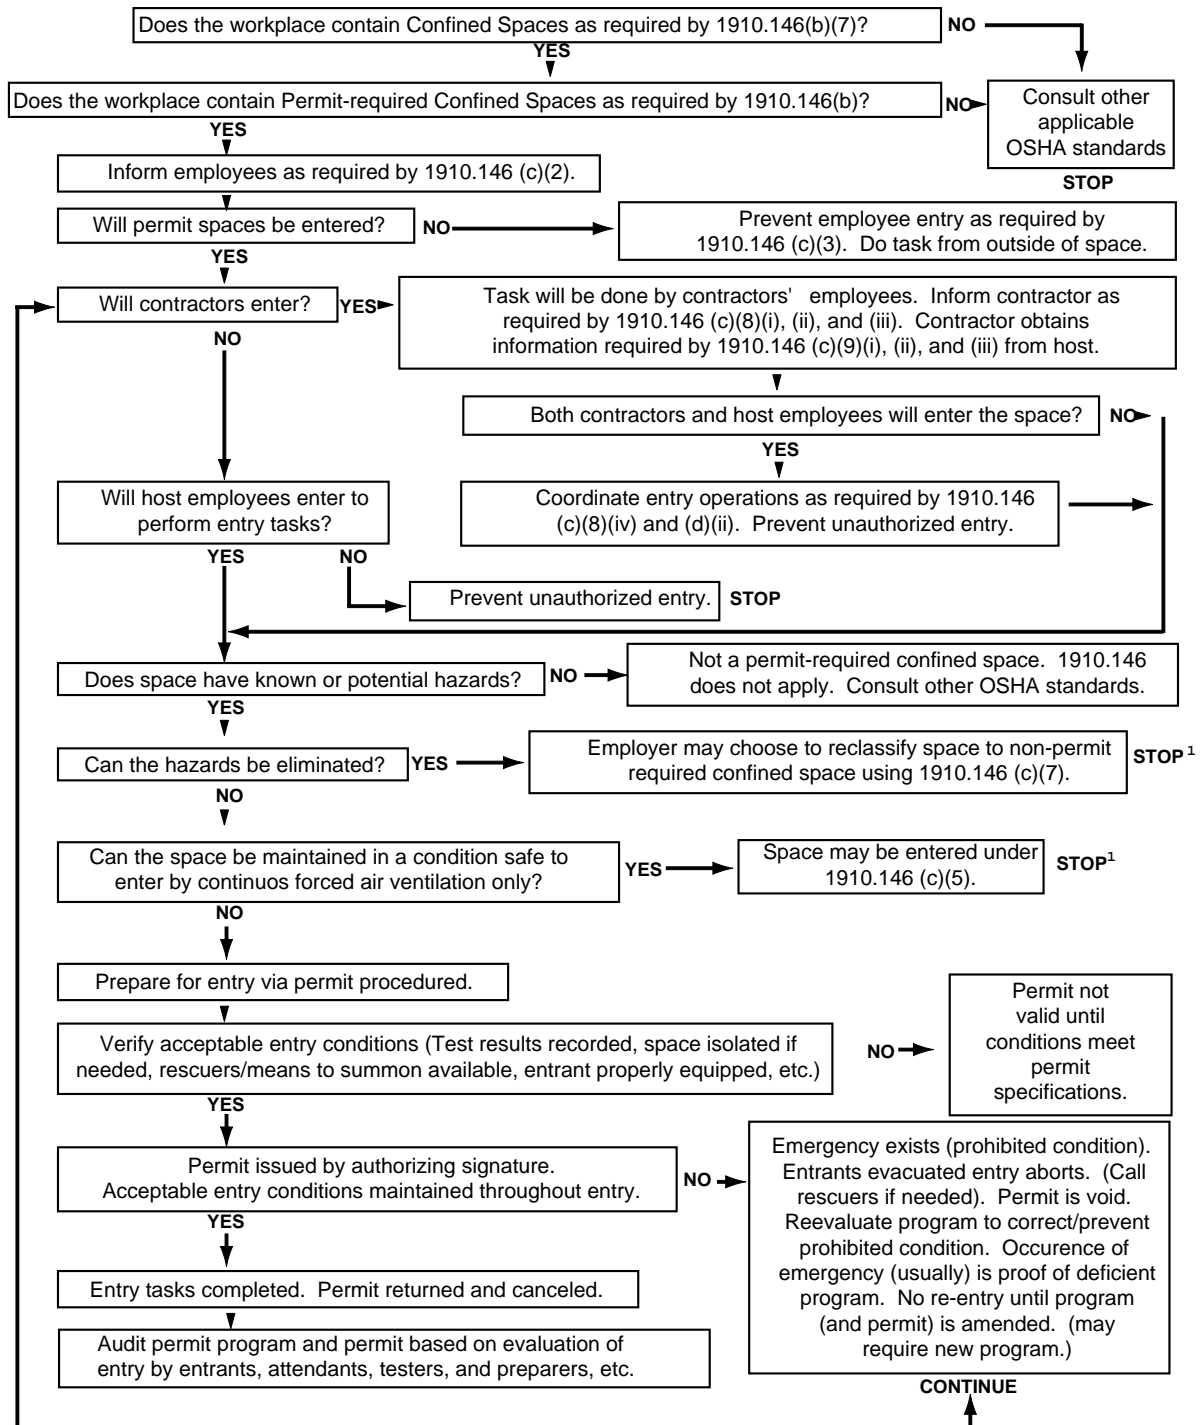 Does the workplace contain Confined Spaces as required by 1910.146(b)(7)?
NO
YES
Does the workplace contain Permit-required Confined Spaces as required by 1910.146(b)?
NO
Consult other
applicable
OSHA standards
STOP
YES
Inform employees as required by 1910.146 (c)(2).
Will permit spaces be entered?
NO
Prevent employee entry as required by
1910.146 (c)(3). Do task from outside of space.
YES
Will contractors enter?
YES
Task will be done by contractors' employees. Inform contractor as
required by 1910.146 (c)(8)(i), (ii), and (iii). Contractor obtains
information required by 1910.146 (c)(9)(i), (ii), and (iii) from host.
NO
Both contractors and host employees will enter the space?
NO
YES
Will host employees enter to
perform entry tasks?
Coordinate entry operations as required by 1910.146
(c)(8)(iv) and (d)(ii). Prevent unauthorized entry.
YES
NO
Prevent unauthorized entry.
STOP
Does space have known or potential hazards?
NO
Not a permit-required confined space. 1910.146
does not apply. Consult other OSHA standards.
YES
Can the hazards be eliminated?
YES
Employer may choose to reclassify space to non-permit
required confined space using 1910.146 (c)(7).
STOP1
NO
Can the space be maintained in a condition safe to
enter by continuos forced air ventilation only?
YES
Space may be entered under
1910.146 (c)(5).
STOP1
NO
Prepare for entry via permit procedured.
Verify acceptable entry conditions (Test results recorded, space isolated if
needed, rescuers/means to summon available, entrant properly equipped, etc.)
NO
Permit not
valid until
conditions meet
permit
specifications.
YES
Permit issued by authorizing signature.
Acceptable entry conditions maintained throughout entry.
NO
Emergency exists (prohibited condition).
Entrants evacuated entry aborts. (Call
rescuers if needed). Permit is void.
Reevaluate program to correct/prevent
prohibited condition. Occurence of
emergency (usually) is proof of deficient
program. No re-entry until program
(and permit) is amended. (may
require new program.)
CONTINUE
YES
Entry tasks completed. Permit returned and canceled.
Audit permit program and permit based on evaluation of
entry by entrants, attendants, testers, and preparers, etc.